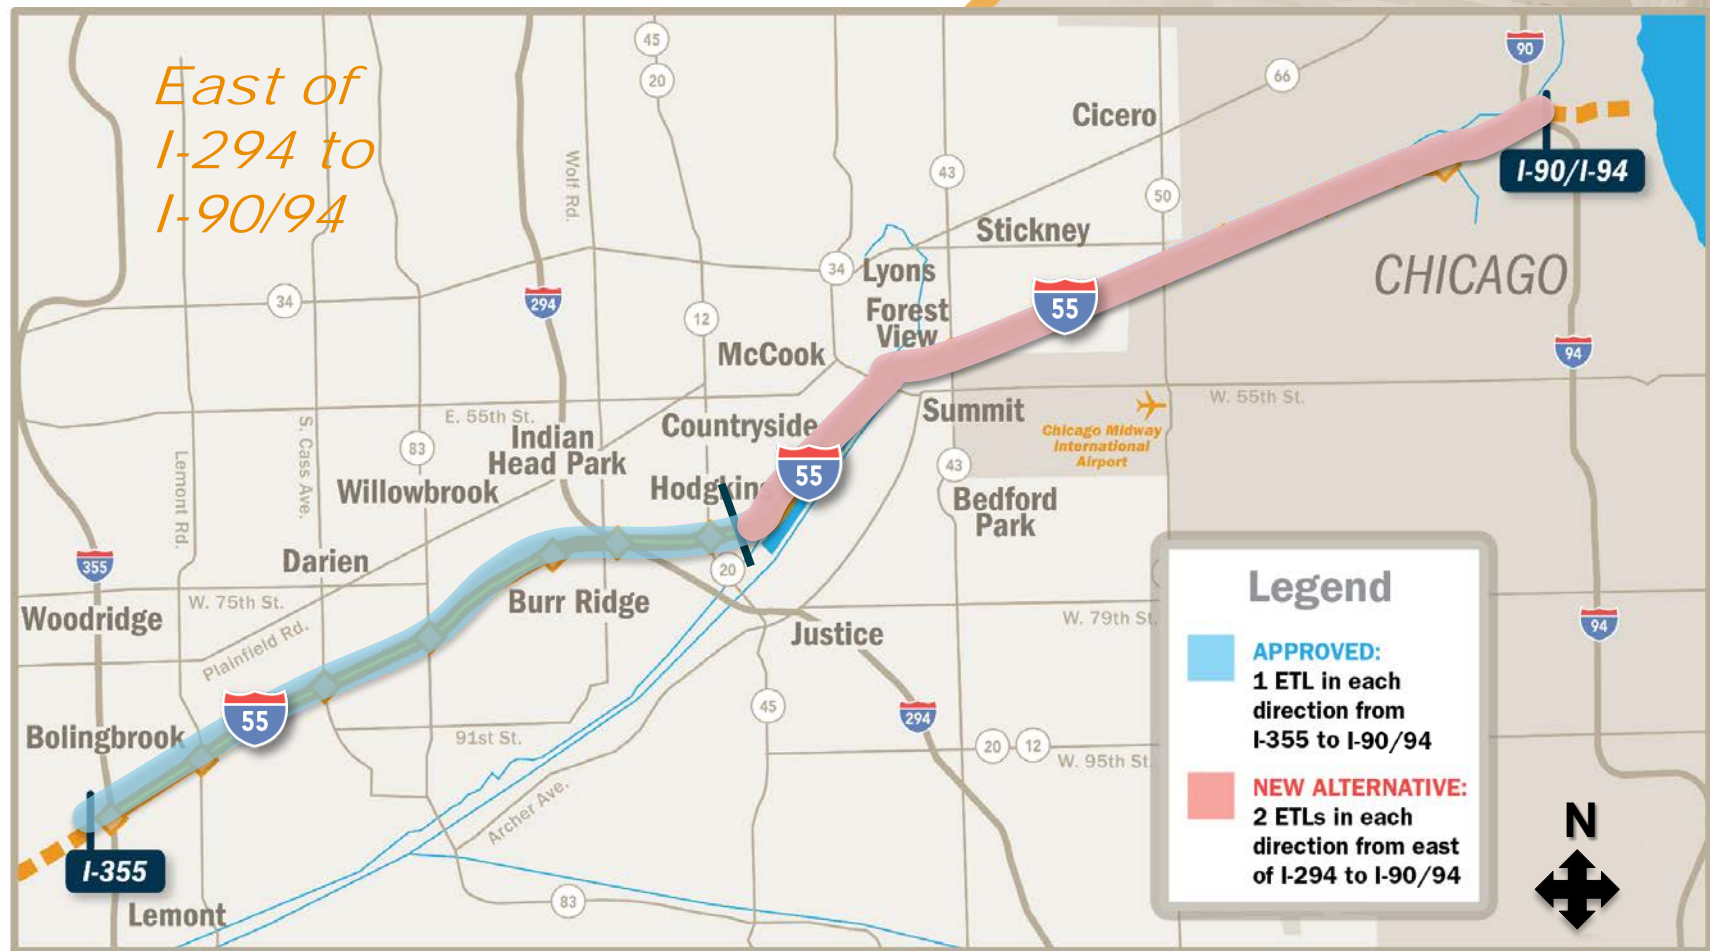 East of
I-294 to
I-90/94
45
20
90
66
Cicero
I-90/I-94
Wolf Rd.
43
50
Stickney
34
Lyons
CHICAGO
34
294
55
Forest
View
12
McCook
94
W. 55th St.
E. 55th St.
S. Cass Ave.
Countryside
Summit
Chicago Midway
International
Airport
Indian
Head Park
83
Lemont Rd.
55
43
Willowbrook
Hodgkin
Bedford
Park
Darien
355
20
W. 75th St.
Burr Ridge
Woodridge
W. 79th St.
Justice
94
Plainfield Rd.
55
45
294
Bolingbrook
91st St.
20
12
W. 95th St.
Archer Ave.
I-355
Lemont
83
Legend
APPROVED:
1 ETL in each
direction from
I-355 to I-90/94
NEW ALTERNATIVE:
2 ETLs in each
direction from east
of I-294 to I-90/94
N